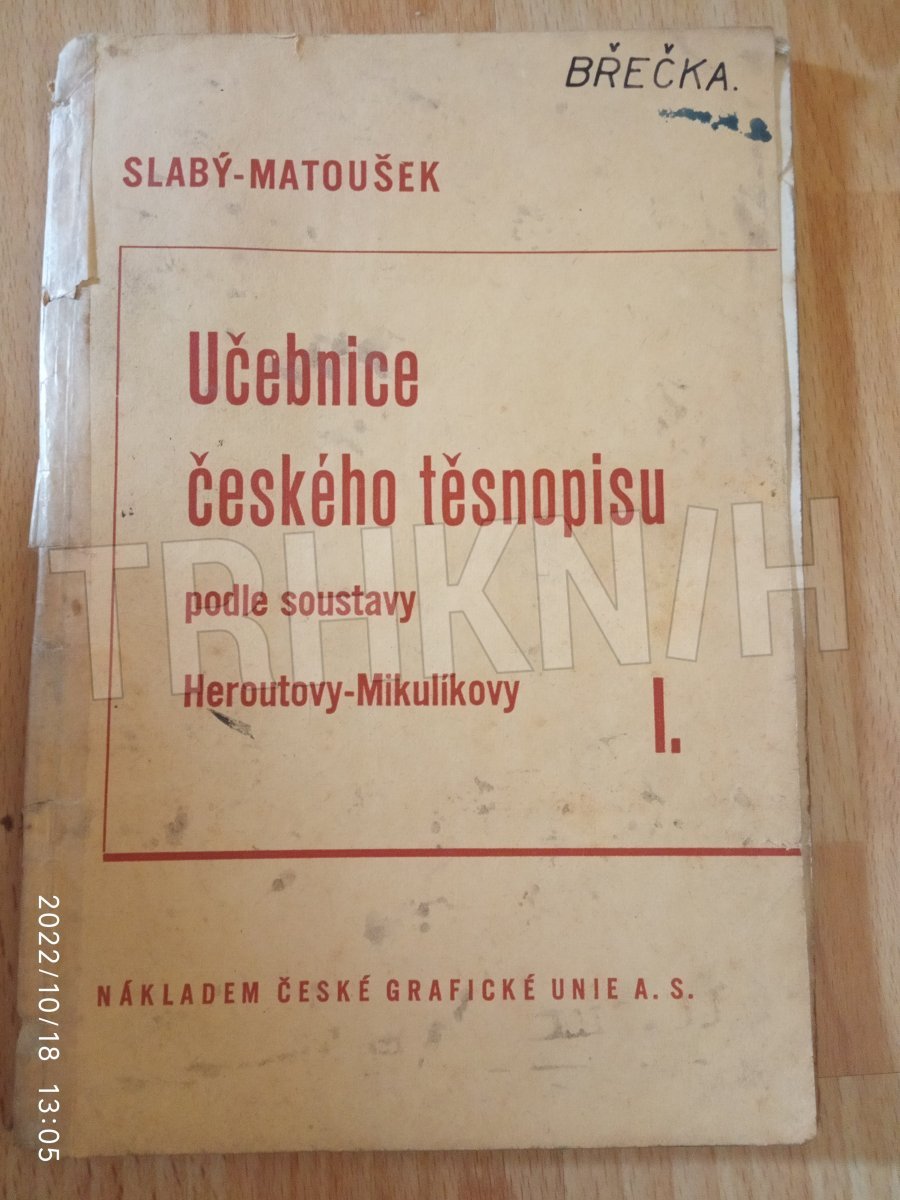 BŘEČKA.
SLABÝ-MATOUŠEK
Učebnice
českého těsnopisu
podle soustavy
Heroutovy-Mikulíkovy
I.
NÁKLADEM ČESKÉ GRAFICKÉ UNIE A. S.
TRHKN/H
2022/10/18 13:05